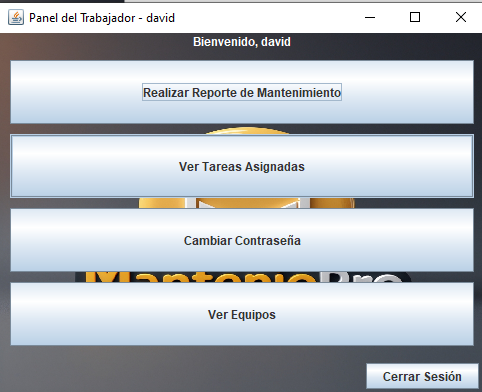 Panel del Trabajador - david
Bienvenido, david
Realizar Reporte de Mantenimiento
Ver Tareas Asignadas
Cambiar Contraseña
MantenioPro
Ver Equipos
Cerrar Sesión